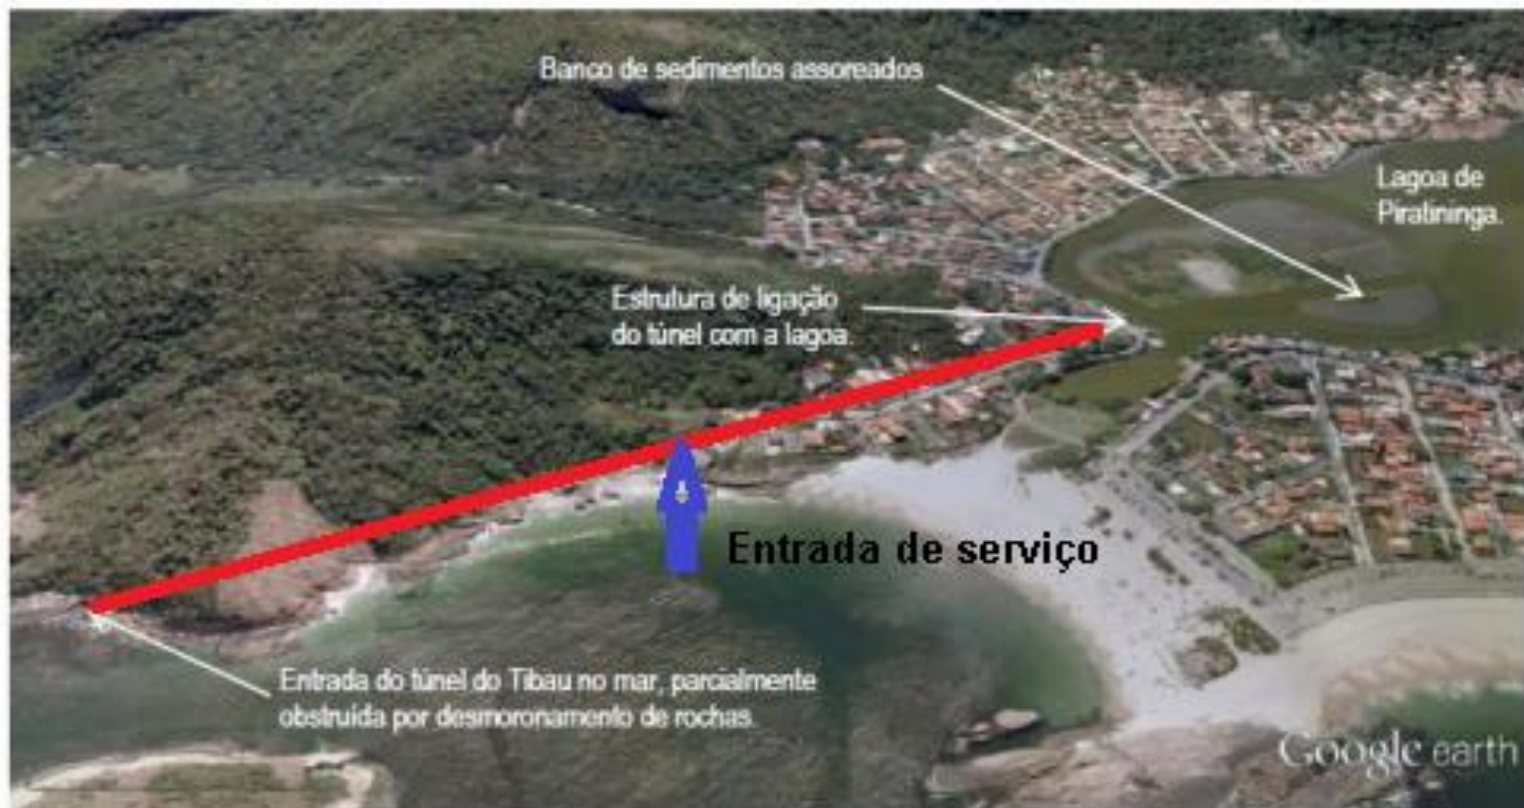 Banco de sedimentos assoreados
Lagoa de
Piratininga.
Estrutura de ligação
do túnel com a lagoa.
Entrada de serviço
Entrada do túnel do Tibau no mar, parcialmente
obstruída por desmoronamento de rochas.
Google earth